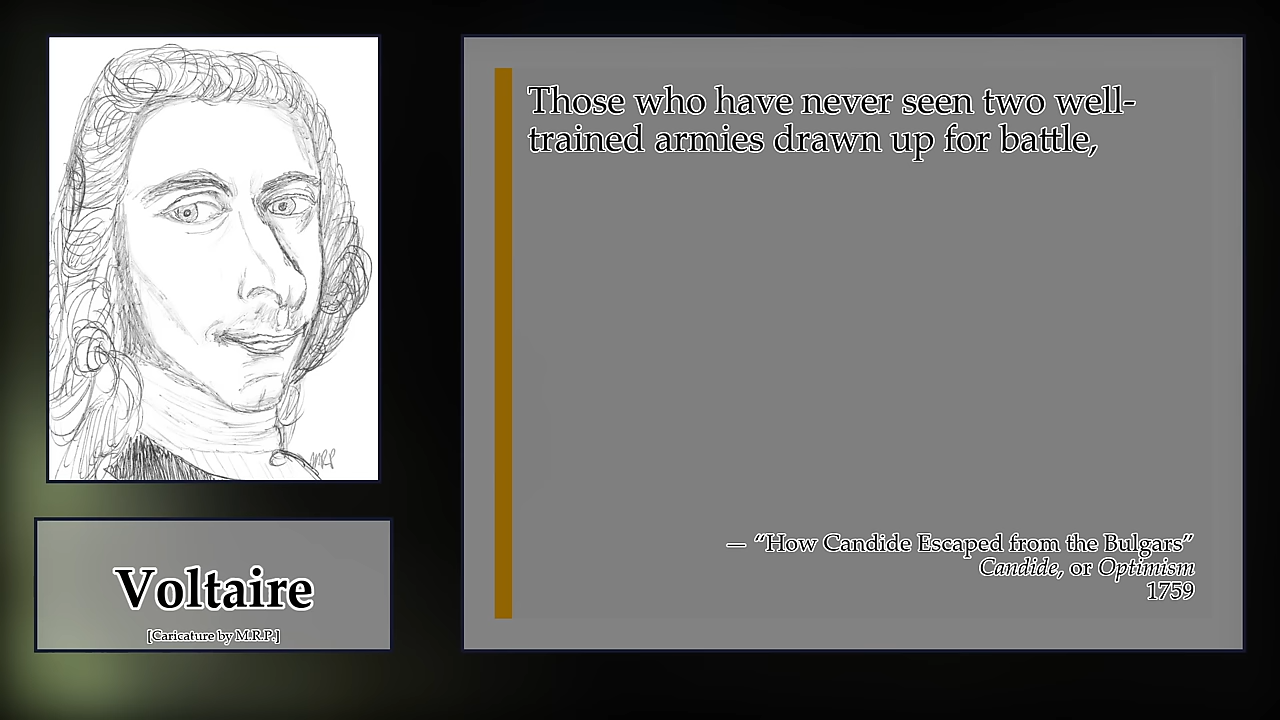 Those who have never seen two well-
trained armies drawn up for battle,
— “How Candide Escaped from the Bulgars”
Candide, or Optimism
1759
MRP
Voltaire
[Caricature by M.R.P.]